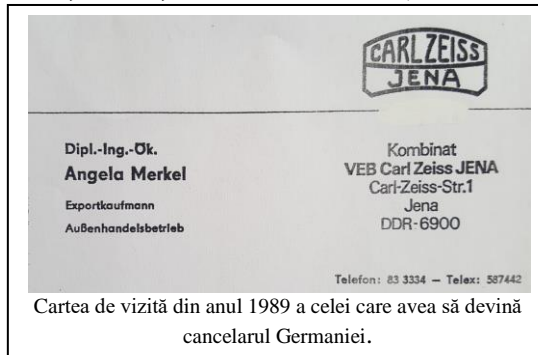 CARL ZEISS
JENA
Dipl.-Ing.-Ök.
Angela Merkel
Exportkaufmann
Außenhandelsbetrieb
Kombinat
VEB Carl Zeiss JENA
Carl-Zeiss-Str.1
Jena
DDR-6900
Telefon: 83 3334 — Telex: 587442
Cartea de vizită din anul 1989 a celei care avea să devină
cancelarul Germaniei.